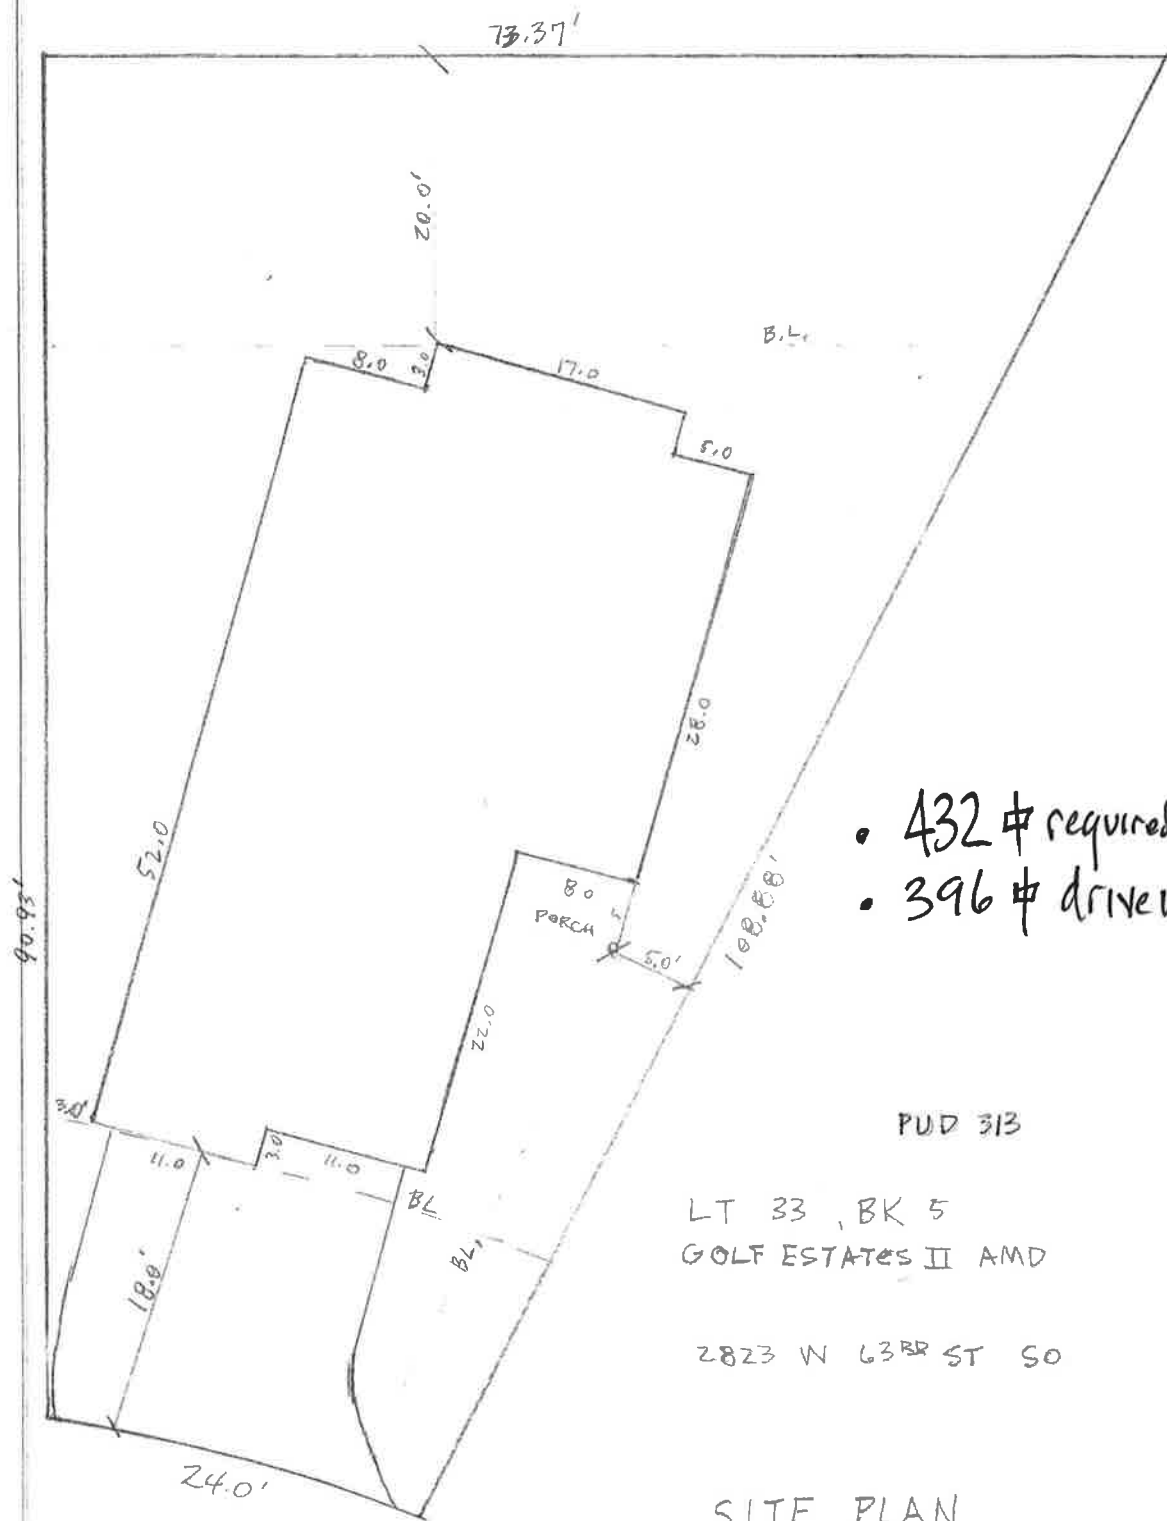 73.37'
20.0'
B.L.
8.0
3.0
17.0
5.0
28.0
52.0
90.93'
• 432 ⌗ required
8.0
PORCH
5
• 396 ⌗
5.0'
108.88'
22.0
3.0'
11.0
3.0
11.0
PUD 313
BL
BL,
LT 33, BK 5
GOLF ESTATES II AMD
18.0'
2823 W 63RD ST SO
24.0'
SITE PLAN